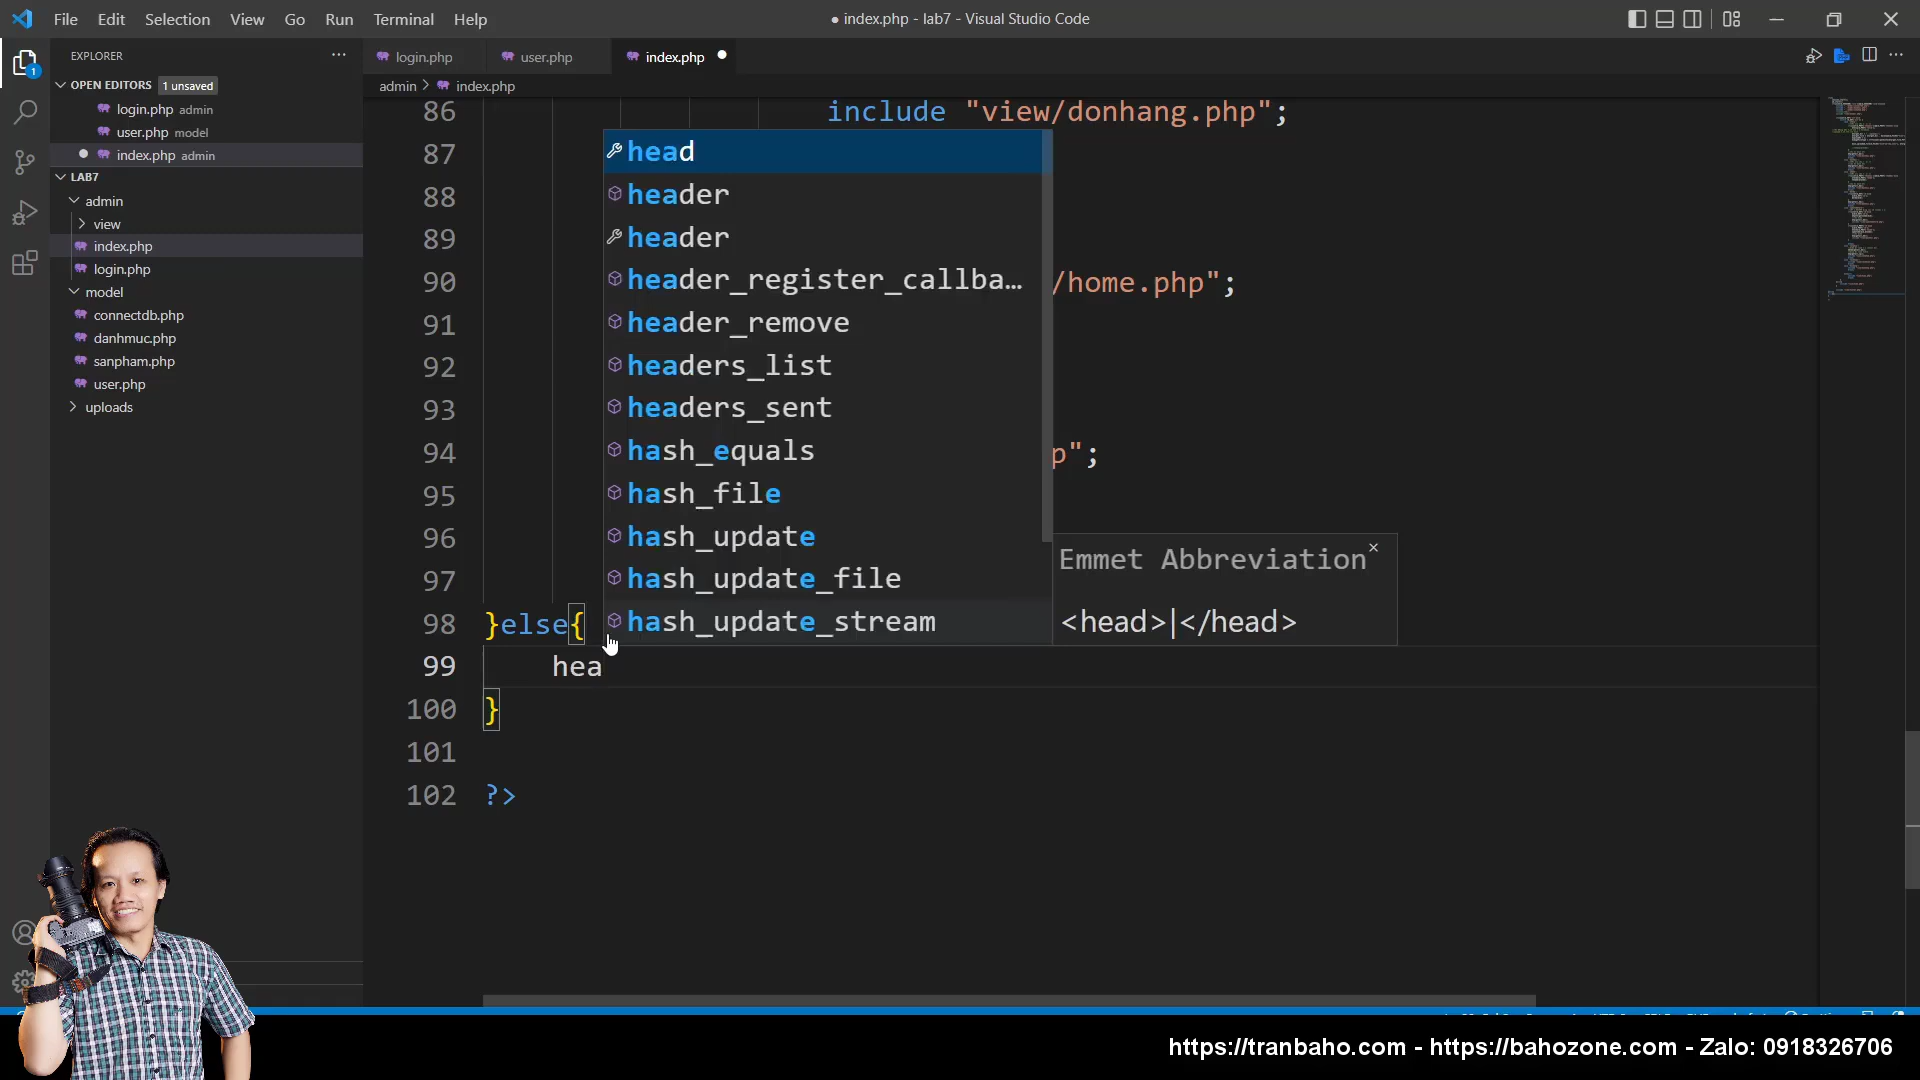 File Edit Selection View Go Run Terminal Help
● index.php - lab7 - Visual Studio Code
EXPLORER
OPEN EDITORS 1 unsaved
login.php admin
user.php model
index.php admin
LAB7
admin
view
index.php
login.php
model
connectdb.php
danhmuc.php
sanpham.php
user.php
uploads
1
login.php user.php index.php
admin > index.php
86 include "view/donhang.php";
87 head
88 header
89 header
90 header_register_callba… /home.php";
91 header_remove
92 headers_list
93 headers_sent
94 hash_equals p";
95 hash_file
96 hash_update
97 hash_update_file
Emmet Abbreviation
98 }else{ hash_update_stream <head>|</head>
99 hea
100 }
101
102 ?>
https://tranbaho.com - https://bahozone.com - Zalo: 0918326706